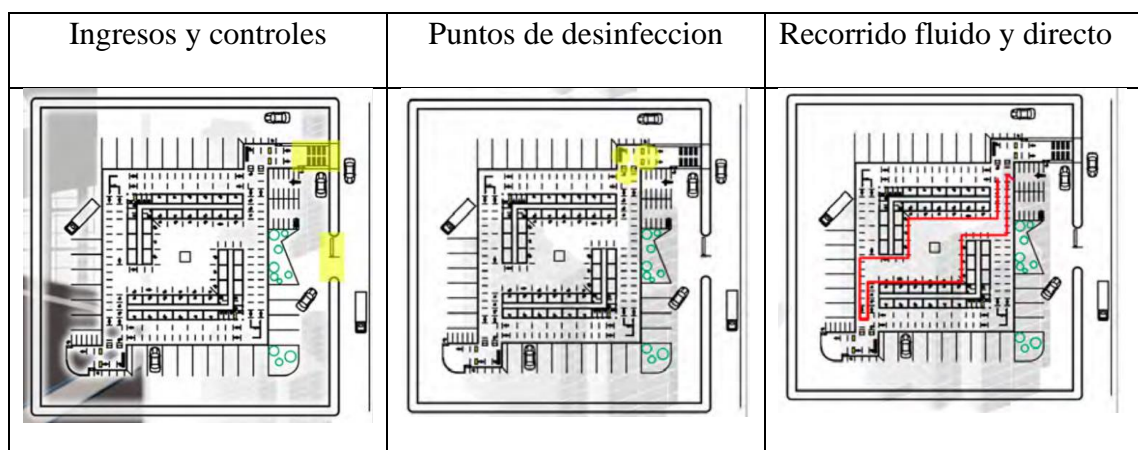 Ingresos y controles
Puntos de desinfeccion
Recorrido fluido y directo